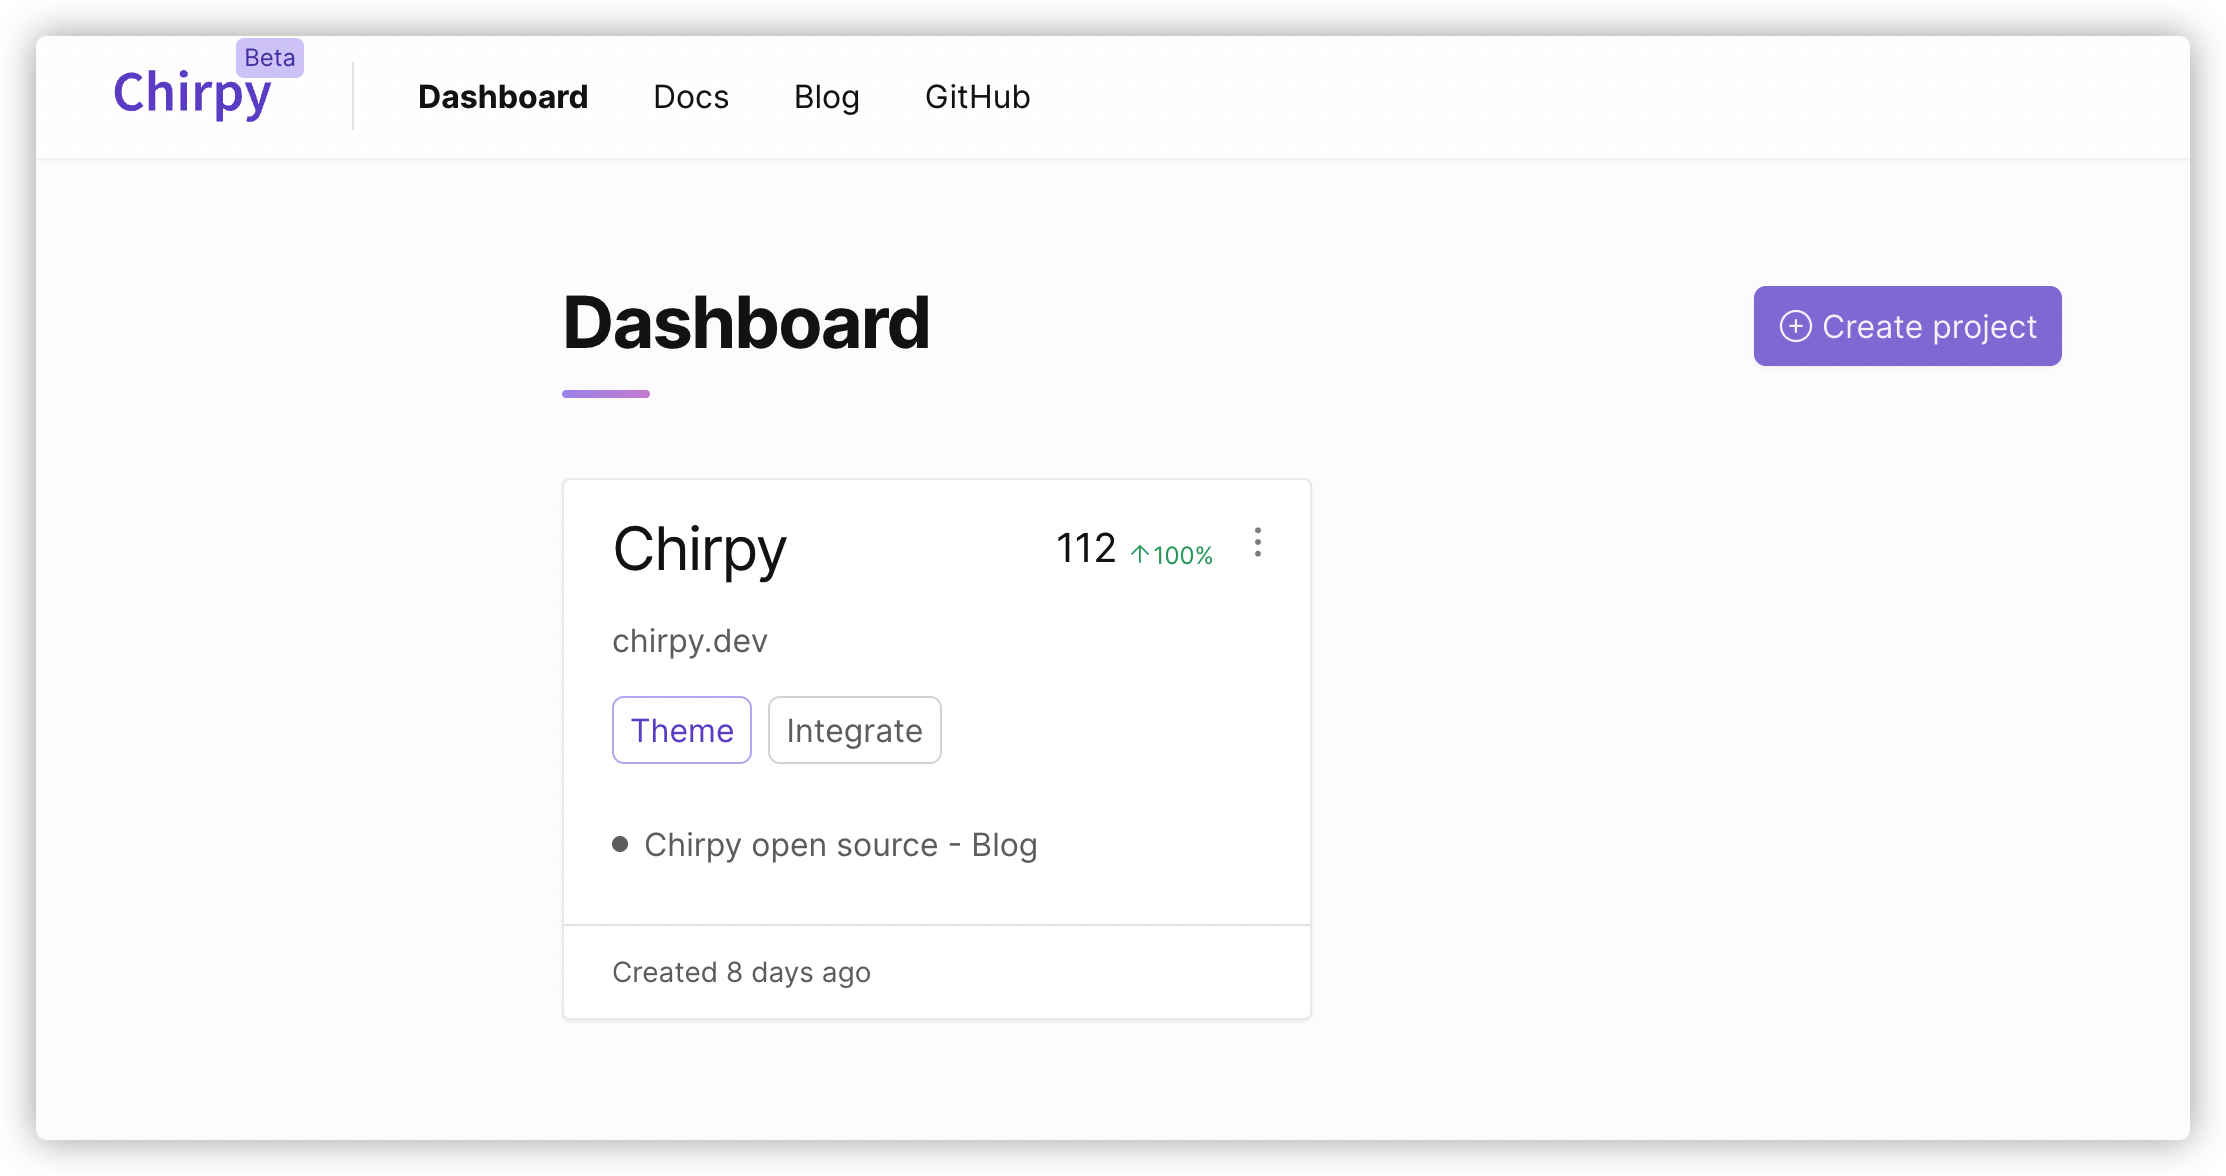 Chirpy Beta
Dashboard Docs Blog GitHub
Dashboard
Create project
Chirpy 112 ↑100%
chirpy.dev
Theme Integrate
Chirpy open source - Blog
Created 8 days ago